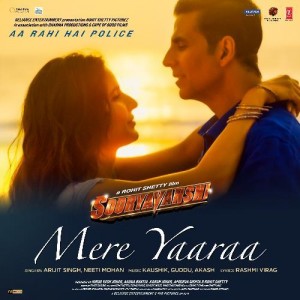 RELIANCE ENTERTAINMENT presentation ROHIT SHETTY PICTUREZ
in association with DHARMA PRODUCTIONS & CAPE OF GOOD FILMS
AA RAHI HAI POLICE
A ROHIT SHETTY film
SOORYAVANSHI
Mere Yaaraa
SINGERS: ARIJIT SINGH, NEETI MOHAN MUSIC: KAUSHIK, GUDDU, AKASH LYRICS: RASHMI VIRAG